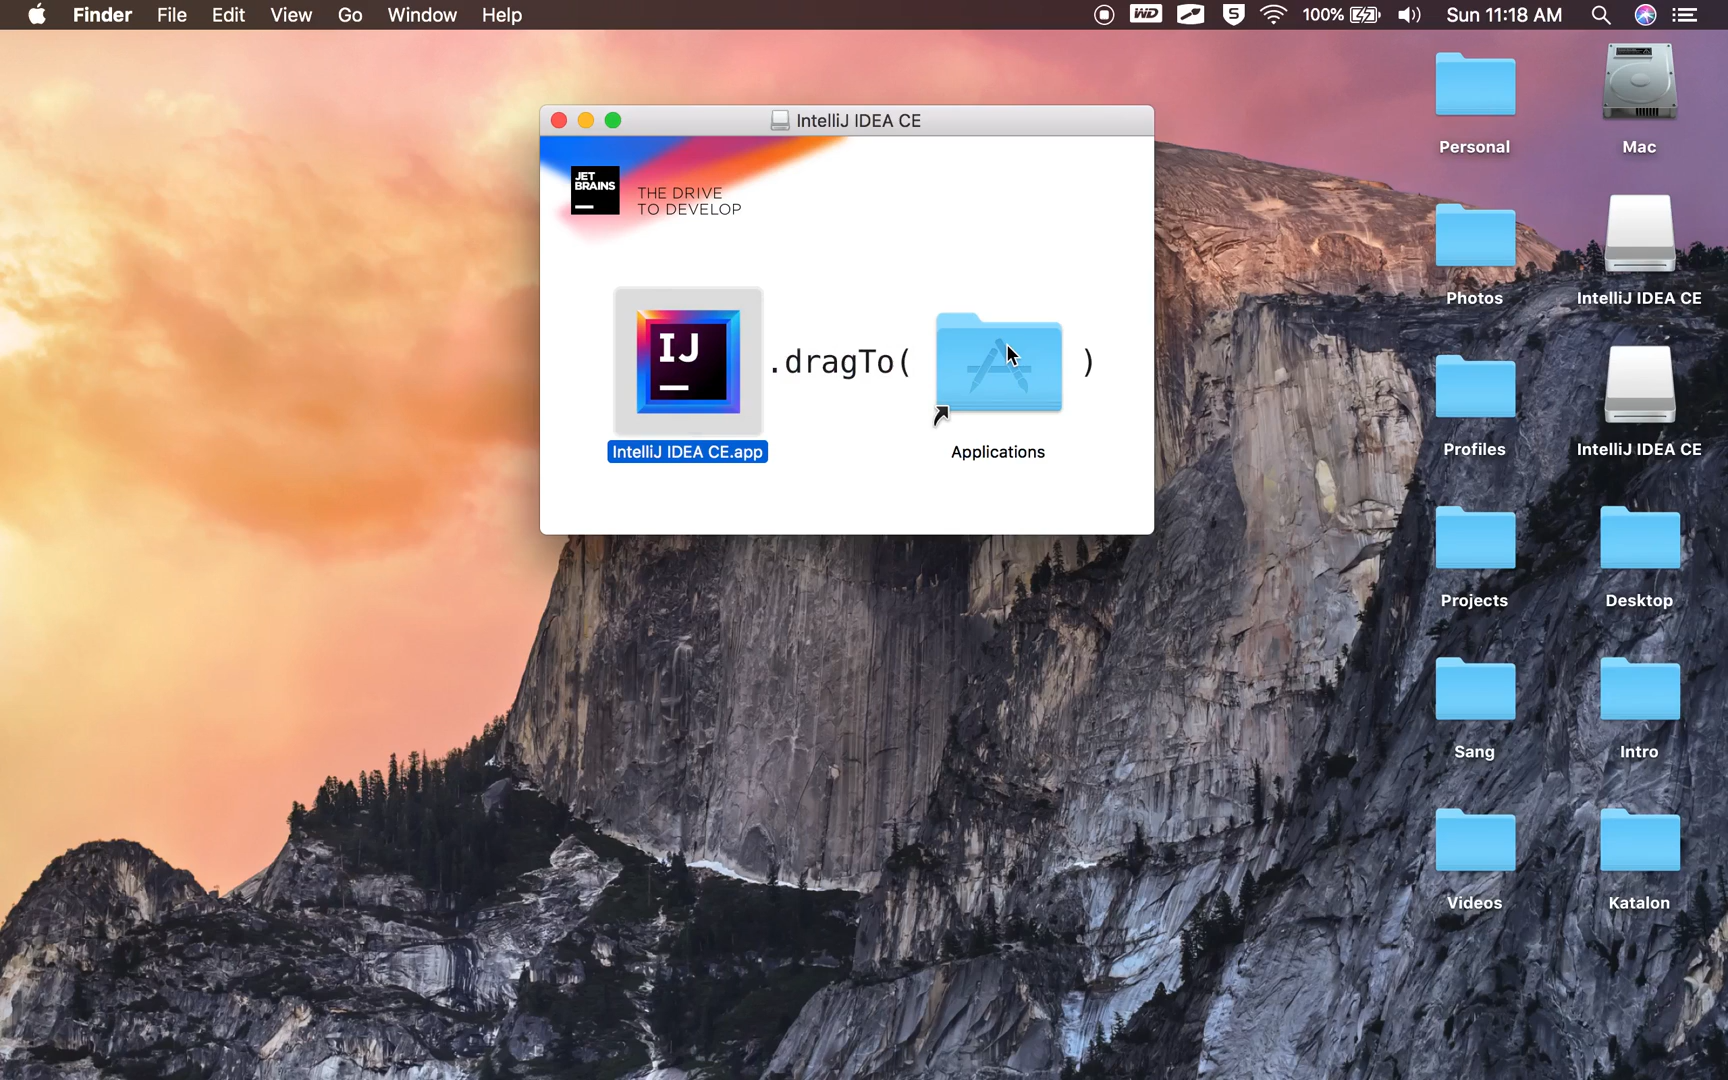 Finder File Edit View Go Window Help WD S 100% Sun 11:18 AM
IntelliJ IDEA CE
JET
BRAINS
THE DRIVE
TO DEVELOP
IJ
.dragTo( )
IntelliJ IDEA CE.app
Applications
Personal
Mac
Photos
IntelliJ IDEA CE
Profiles
IntelliJ IDEA CE
Projects
Desktop
Sang
Intro
Videos
Katalon